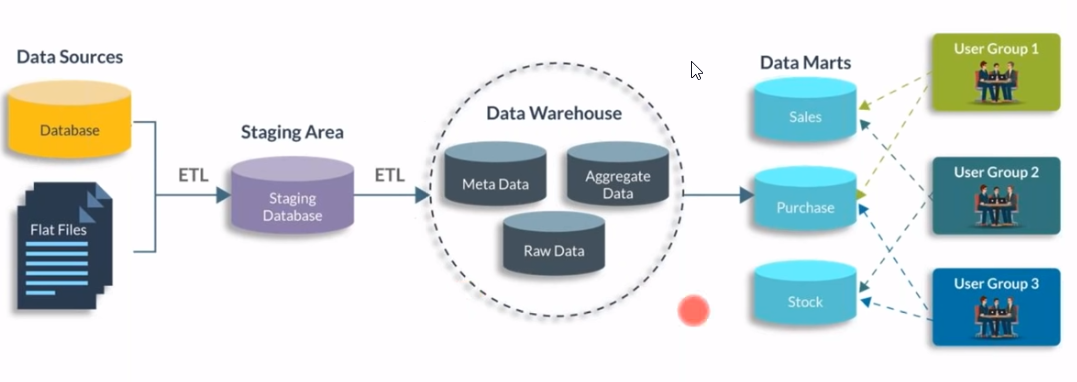 Data Sources
Database
Flat Files
ETL
Staging Area
Staging
Database
ETL
Data Warehouse
Meta Data
Aggregate
Data
Raw Data
Data Marts
Sales
Purchase
Stock
User Group 1
User Group 2
User Group 3